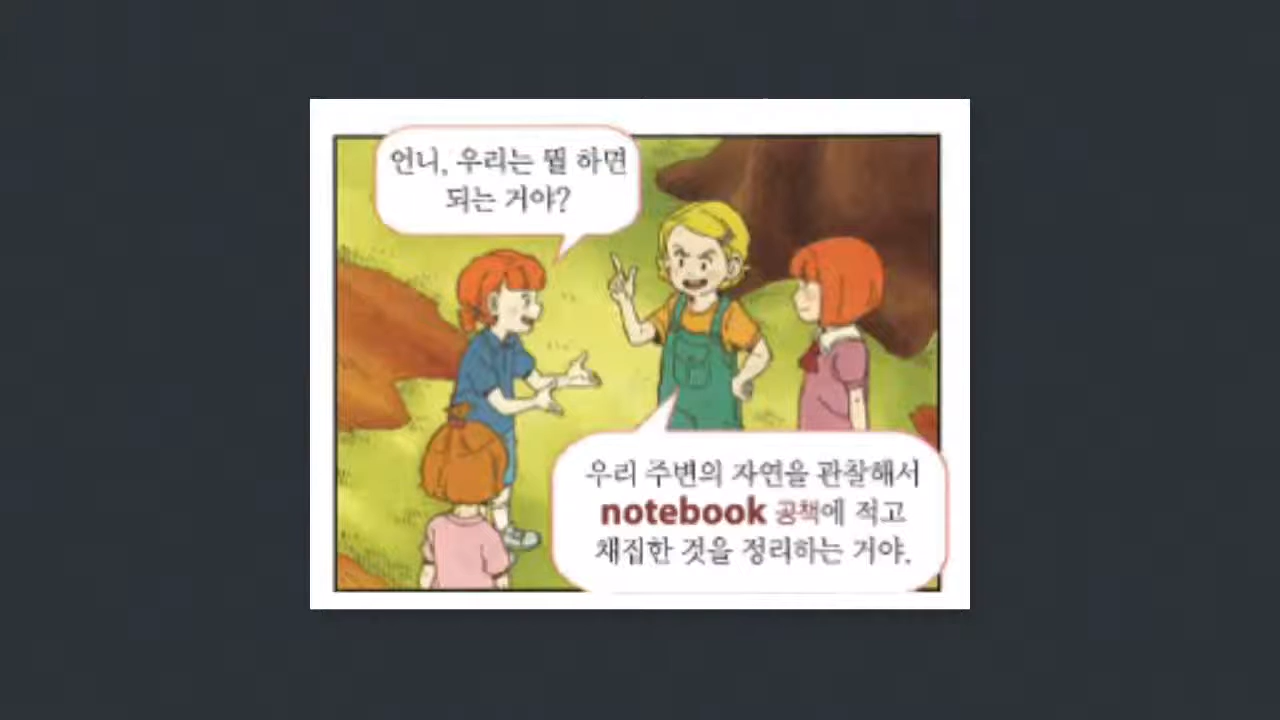 언니, 우리는 뭘 하면
되는 거야?
우리 주변의 자연을 관찰해서
notebook 공책에 적고
채집한 것을 정리하는 거야.